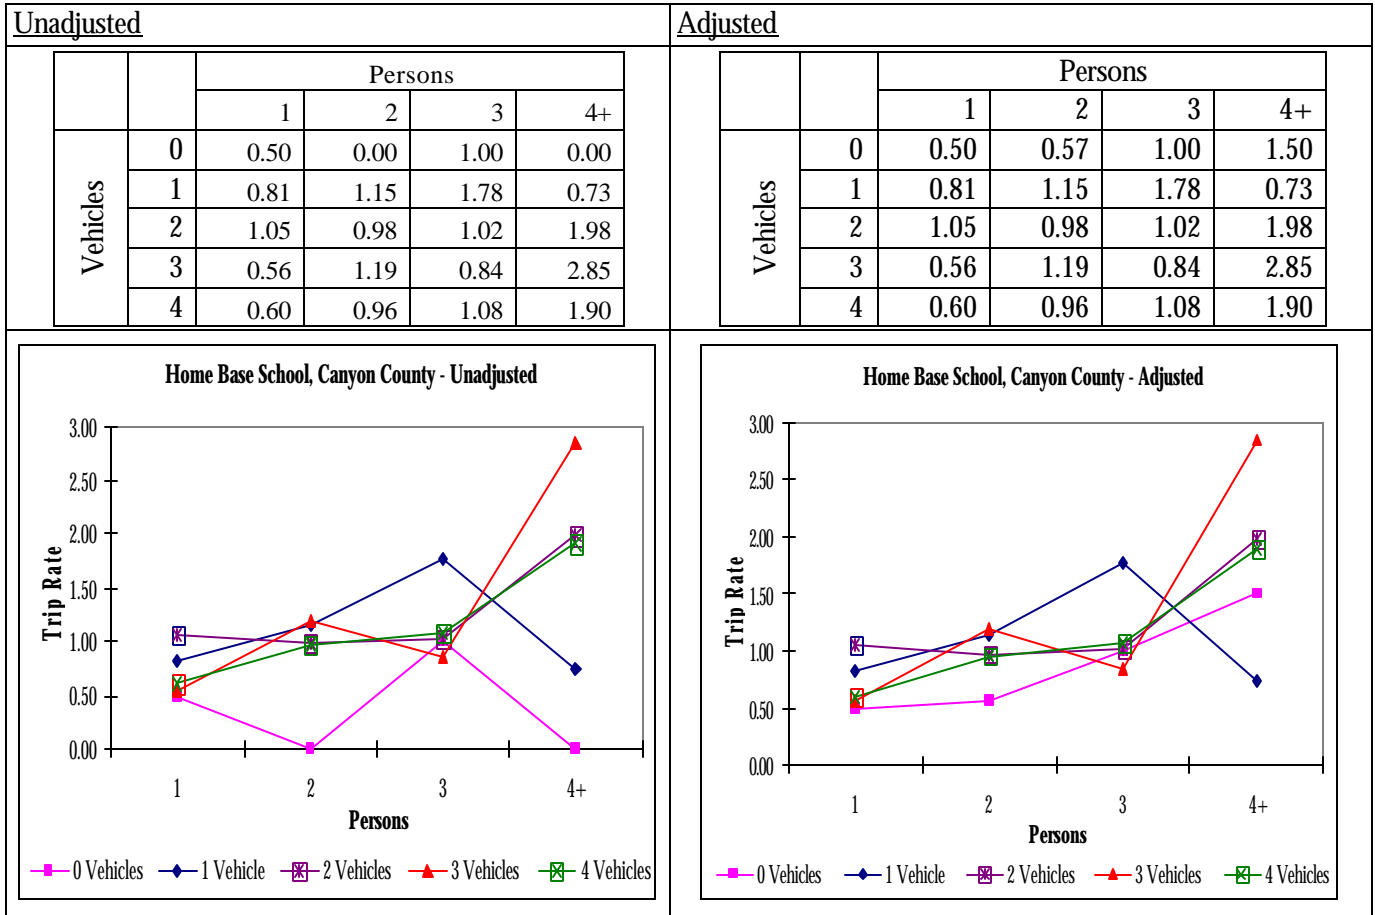 Unadjusted
Persons
1 2 3 4+
Vehicles
0 0.50 0.00 1.00 0.00
1 0.81 1.15 1.78 0.73
2 1.05 0.98 1.02 1.98
3 0.56 1.19 0.84 2.85
4 0.60 0.96 1.08 1.90
Adjusted
Persons
1 2 3 4+
Vehicles
0 0.50 0.57 1.00 1.50
1 0.81 1.15 1.78 0.73
2 1.05 0.98 1.02 1.98
3 0.56 1.19 0.84 2.85
4 0.60 0.96 1.08 1.90
Home Base School, Canyon County - Unadjusted
Trip Rate
3.00
2.50
2.00
1.50
1.00
0.50
0.00
1 2 3 4+
Persons
0 Vehicles 1 Vehicle 2 Vehicles 3 Vehicles 4 Vehicles
Home Base School, Canyon County - Adjusted
Trip Rate
3.00
2.50
2.00
1.50
1.00
0.50
0.00
1 2 3 4+
Persons
0 Vehicles 1 Vehicle 2 Vehicles 3 Vehicles 4 Vehicles